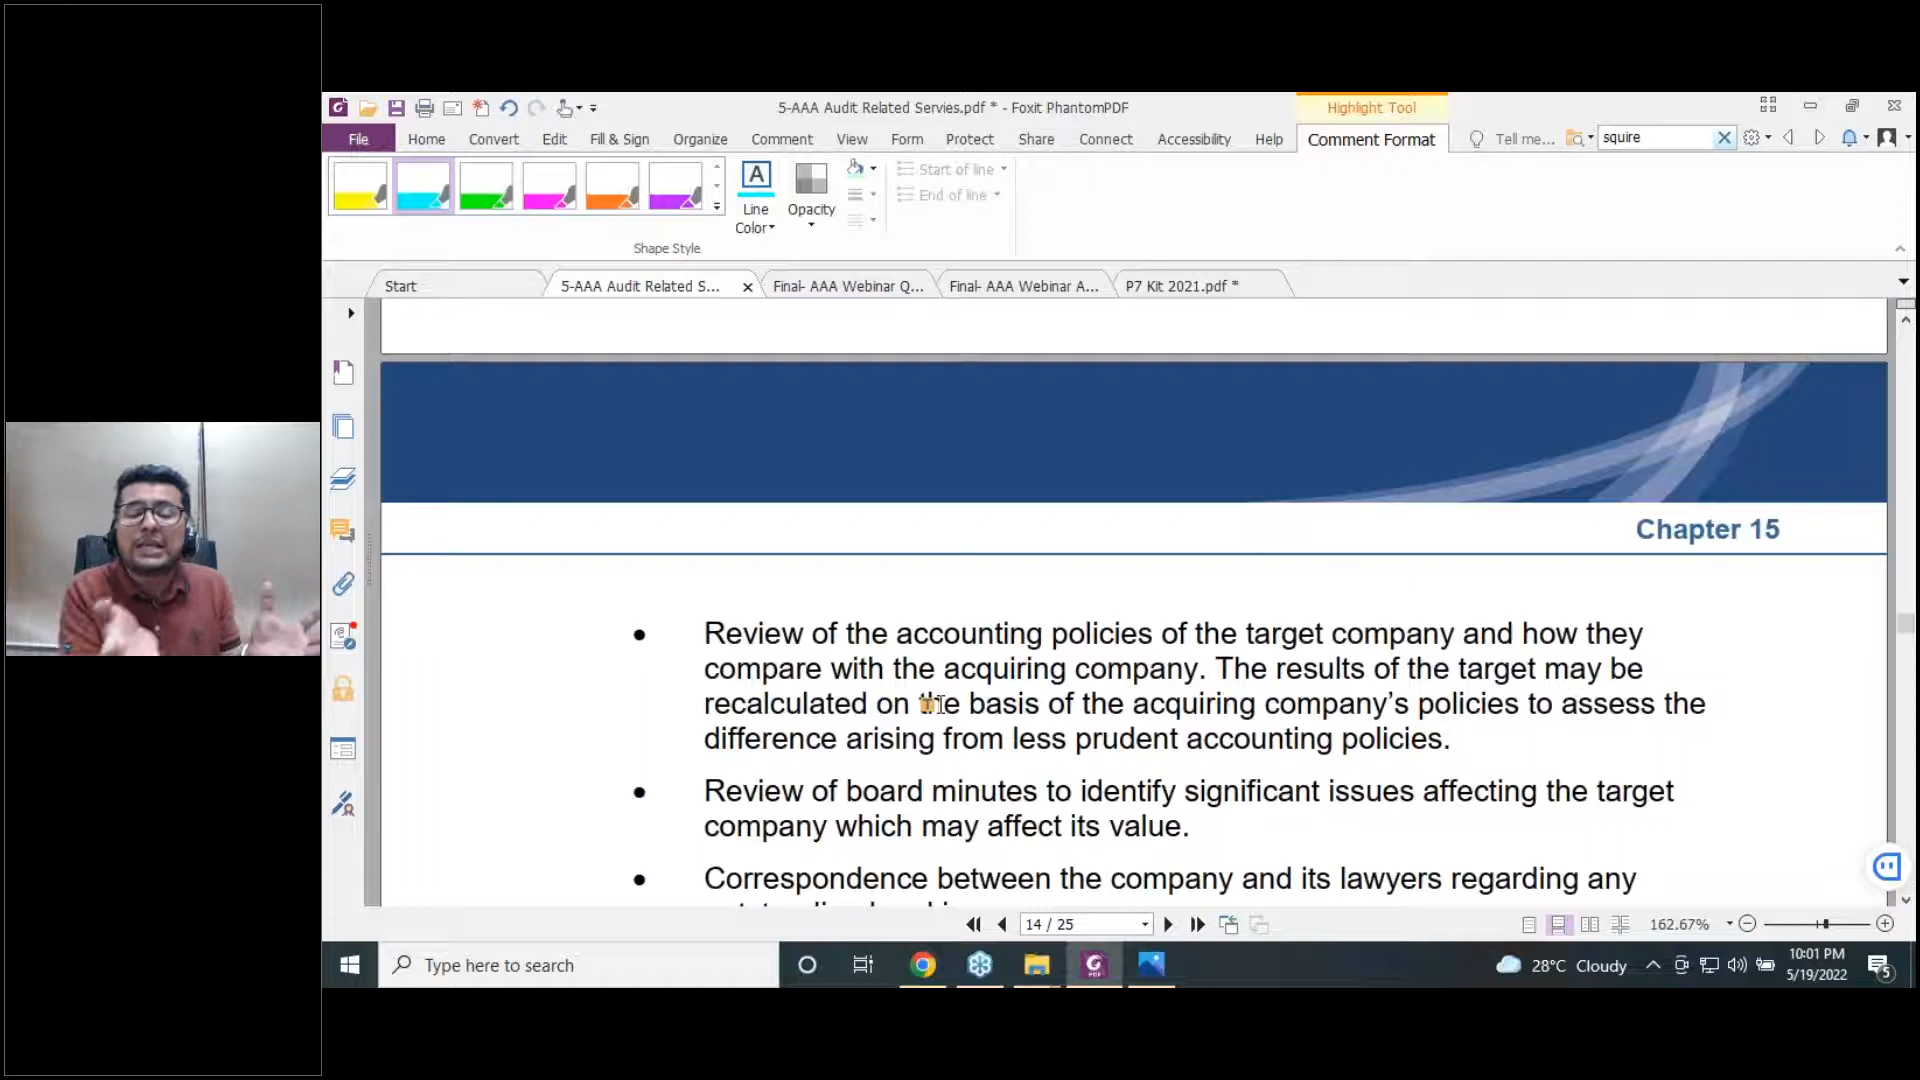 5-AAA Audit Related Servies.pdf * - Foxit PhantomPDF
Highlight Tool
File Home Convert Edit Fill & Sign Organize Comment View Form Protect Share Connect Accessibility Help Comment Format Tell me... squire
Start of line
End of line
Line Color
Opacity
Shape Style
Start 5-AAA Audit Related S... Final- AAA Webinar Q... Final- AAA Webinar A... P7 Kit 2021.pdf *
Chapter 15
• Review of the accounting policies of the target company and how they
compare with the acquiring company. The results of the target may be
recalculated on the basis of the acquiring company’s policies to assess the
difference arising from less prudent accounting policies.
• Review of board minutes to identify significant issues affecting the target
company which may affect its value.
• Correspondence between the company and its lawyers regarding any
14 / 25
162.67%
Type here to search
28°C Cloudy
10:01 PM
5/19/2022
5